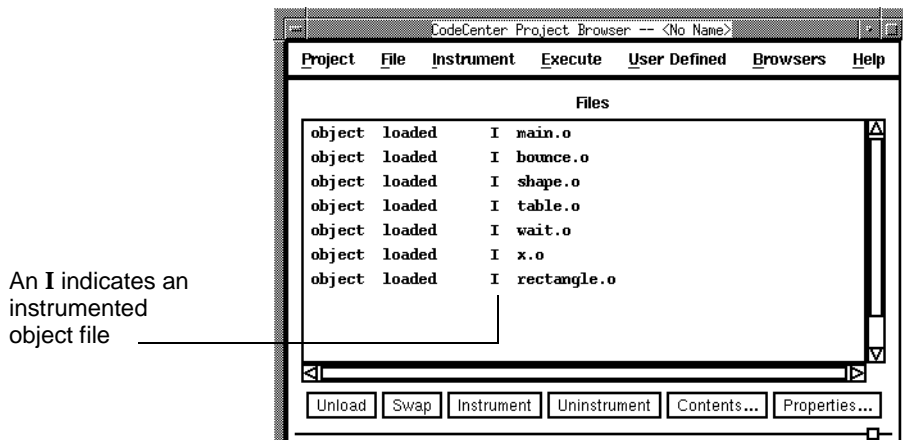 CodeCenter Project Browser -- <No Name>
Project File Instrument Execute User Defined Browsers Help
Files
object loaded I main.o
object loaded I bounce.o
object loaded I shape.o
object loaded I table.o
object loaded I wait.o
object loaded I x.o
object loaded I rectangle.o
An I indicates an
instrumented
object file
Unload Swap Instrument Uninstrument Contents... Properties...